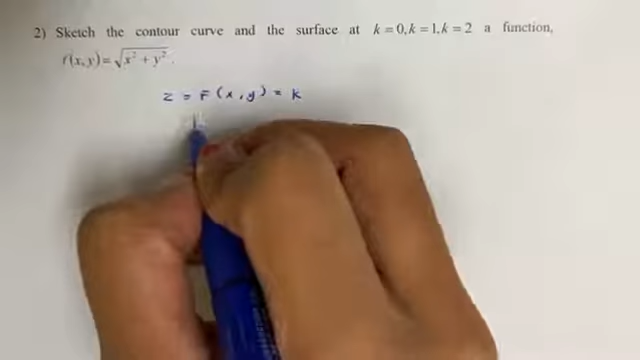 2) Sketch the contour curve and the surface at k = 0, k = 1, k = 2 a function,
f(x, y) = √(x² + y²).
z = F(x, y) = k